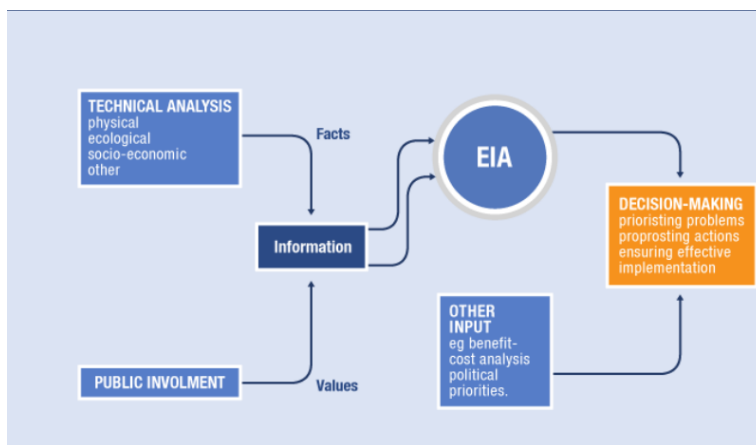 TECHNICAL ANALYSIS
physical
ecological
socio-economic
other
Facts
EIA
Information
DECISION-MAKING
prioristing problems
proprosting actions
ensuring effective
implementation
OTHER
INPUT
eg benefit-
cost analysis
political
priorities.
PUBLIC INVOLMENT
Values